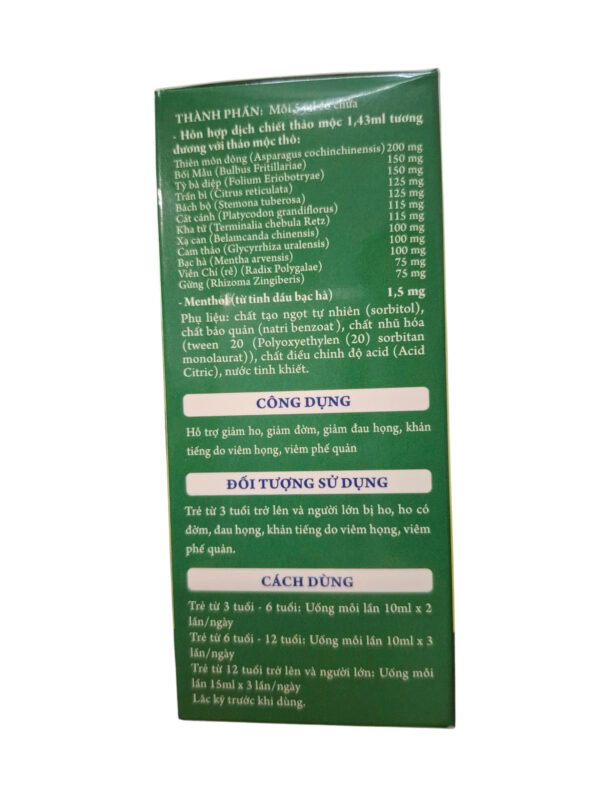 THÀNH PHẦN: Mỗi 5 ml có chứa
- Hỗn hợp dịch chiết thảo mộc 1,43ml tương
đương với thảo mộc thô:
Thiên môn đông (Asparagus cochinchinensis) 200 mg
Bối Mẫu (Bulbus Fritillariae) 150 mg
Tỳ bà diệp (Folium Eriobotryae) 150 mg
Trần bì (Citrus reticulata) 125 mg
Bách bộ (Stemona tuberosa) 125 mg
Cát cánh (Platycodon grandiflorus) 115 mg
Kha tử (Terminalia chebula Retz) 115 mg
Xạ can (Belamcanda chinensis) 100 mg
Cam thảo (Glycyrrhiza uralensis) 100 mg
Bạc hà (Mentha arvensis) 100 mg
Viễn Chí (rễ) (Radix Polygalae) 75 mg
Gừng (Rhizoma Zingiberis) 75 mg
- Menthol (từ tinh dầu bạc hà) 1,5 mg
Phụ liệu: chất tạo ngọt tự nhiên (sorbitol),
chất bảo quản (natri benzoat), chất nhũ hóa
(tween 20 (Polyoxyethylen (20) sorbitan
monolaurat)), chất điều chỉnh độ acid (Acid
Citric), nước tinh khiết.
CÔNG DỤNG
Hỗ trợ giảm ho, giảm đờm, giảm đau họng, khản
tiếng do viêm họng, viêm phế quản
ĐỐI TƯỢNG SỬ DỤNG
Trẻ từ 3 tuổi trở lên và người lớn bị ho, ho có
đờm, đau họng, khản tiếng do viêm họng, viêm
phế quản.
CÁCH DÙNG
Trẻ từ 3 tuổi - 6 tuổi: Uống mỗi lần 10ml x 2
lần/ngày
Trẻ từ 6 tuổi - 12 tuổi: Uống mỗi lần 10ml x 3
lần/ngày
Trẻ từ 12 tuổi trở lên và người lớn: Uống mỗi
lần 15ml x 3 lần/ngày
Lắc kỹ trước khi dùng.